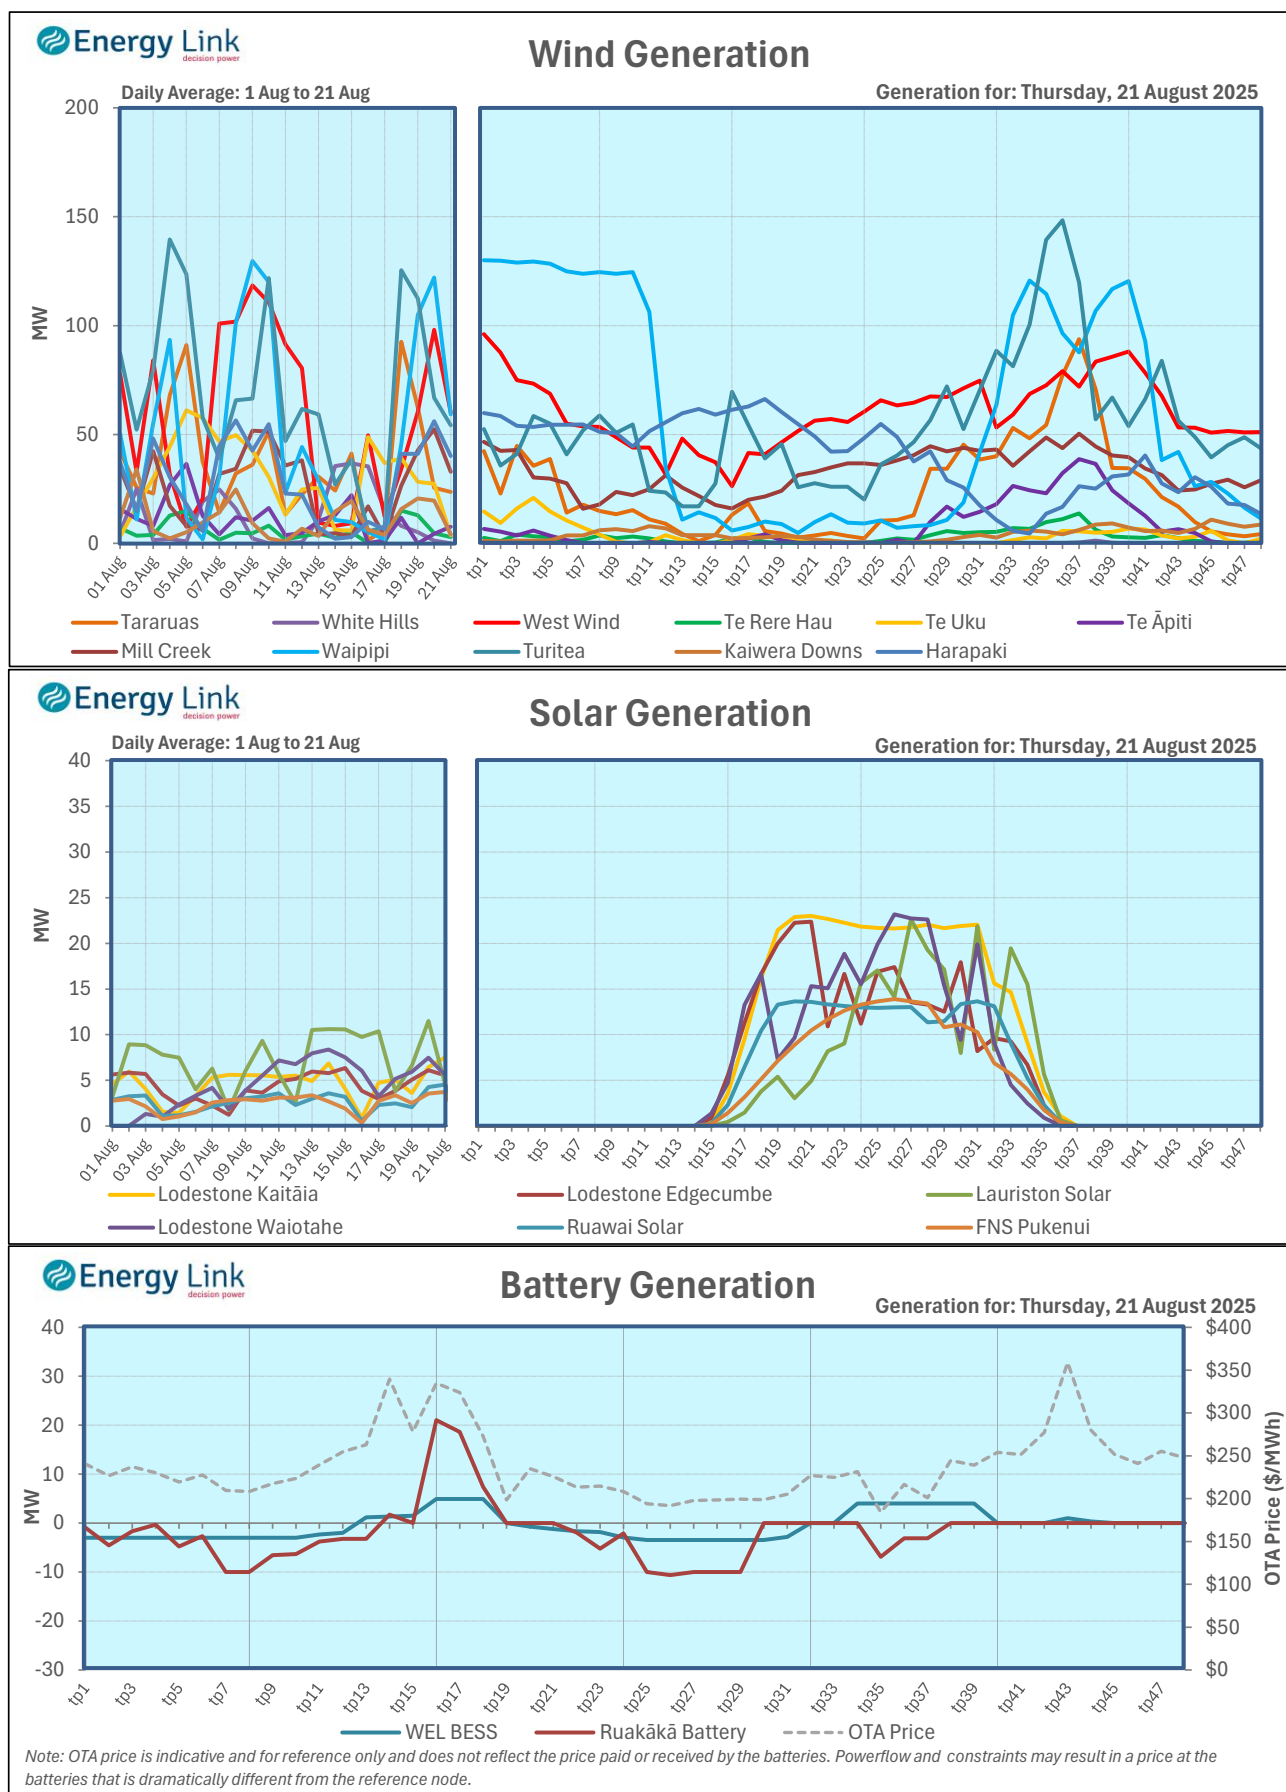 Energy Link
decision power
Wind Generation
Daily Average: 1 Aug to 21 Aug
Generation for: Thursday, 21 August 2025
MW
200
150
100
50
0
01 Aug 03 Aug 05 Aug 07 Aug 09 Aug 11 Aug 13 Aug 15 Aug 17 Aug 19 Aug 21 Aug
tp1 tp3 tp5 tp7 tp9 tp11 tp13 tp15 tp17 tp19 tp21 tp23 tp25 tp27 tp29 tp31 tp33 tp35 tp37 tp39 tp41 tp43 tp45 tp47
Tararuas White Hills West Wind Te Rere Hau Te Uku Te Āpiti
Mill Creek Waipipi Turitea Kaiwera Downs Harapaki
Energy Link
decision power
Solar Generation
Daily Average: 1 Aug to 21 Aug
Generation for: Thursday, 21 August 2025
MW
40
35
30
25
20
15
10
5
0
01 Aug 03 Aug 05 Aug 07 Aug 09 Aug 11 Aug 13 Aug 15 Aug 17 Aug 19 Aug 21 Aug
tp1 tp3 tp5 tp7 tp9 tp11 tp13 tp15 tp17 tp19 tp21 tp23 tp25 tp27 tp29 tp31 tp33 tp35 tp37 tp39 tp41 tp43 tp45 tp47
Lodestone Kaitāia Lodestone Edgecumbe Lauriston Solar
Lodestone Waiotahe Ruawai Solar FNS Pukenui
Energy Link
decision power
Battery Generation
Generation for: Thursday, 21 August 2025
MW
40
30
20
10
0
-10
-20
-30
$400
$350
$300
$250
$200
$150
$100
$50
$0
OTA Price ($/MWh)
tp1 tp3 tp5 tp7 tp9 tp11 tp13 tp15 tp17 tp19 tp21 tp23 tp25 tp27 tp29 tp31 tp33 tp35 tp37 tp39 tp41 tp43 tp45 tp47
WEL BESS Ruakākā Battery OTA Price
Note: OTA price is indicative and for reference only and does not reflect the price paid or received by the batteries. Powerflow and constraints may result in a price at the
batteries that is dramatically different from the reference node.